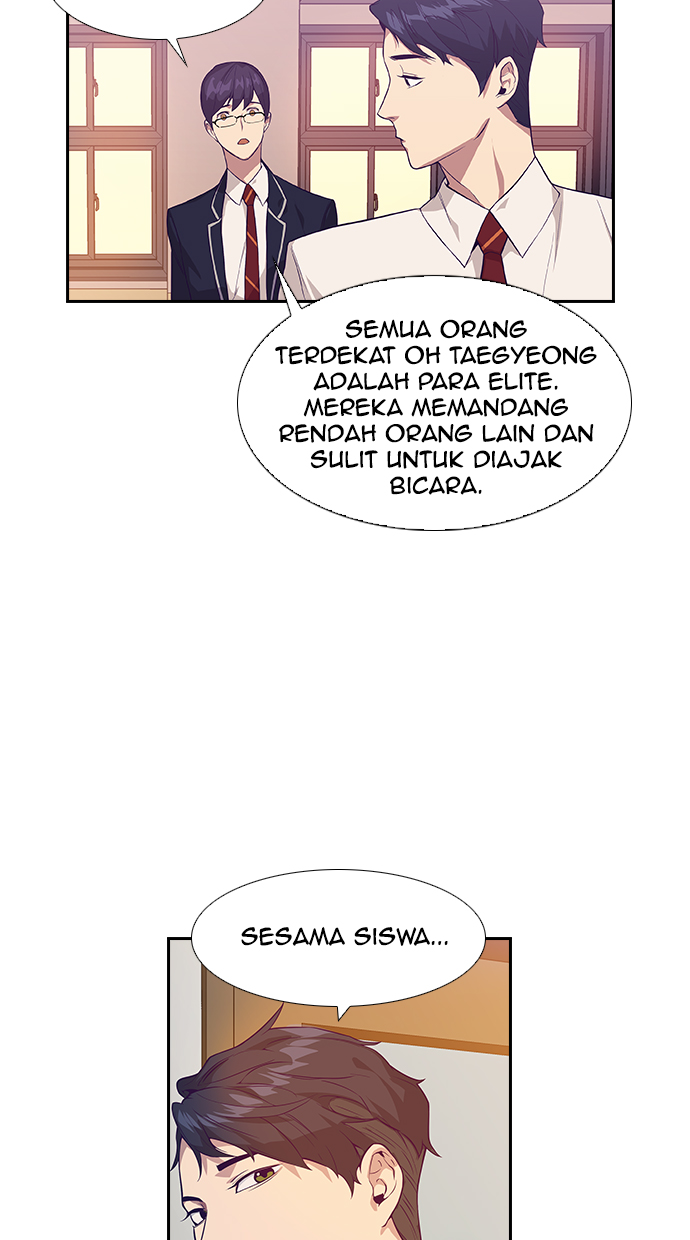 SEMUA ORANG
TERDEKAT OH TAEGYEONG
ADALAH PARA ELITE.
MEREKA MEMANDANG
RENDAH ORANG LAIN DAN
SULIT UNTUK DIAJAK
BICARA.
SESAMA SISWA...